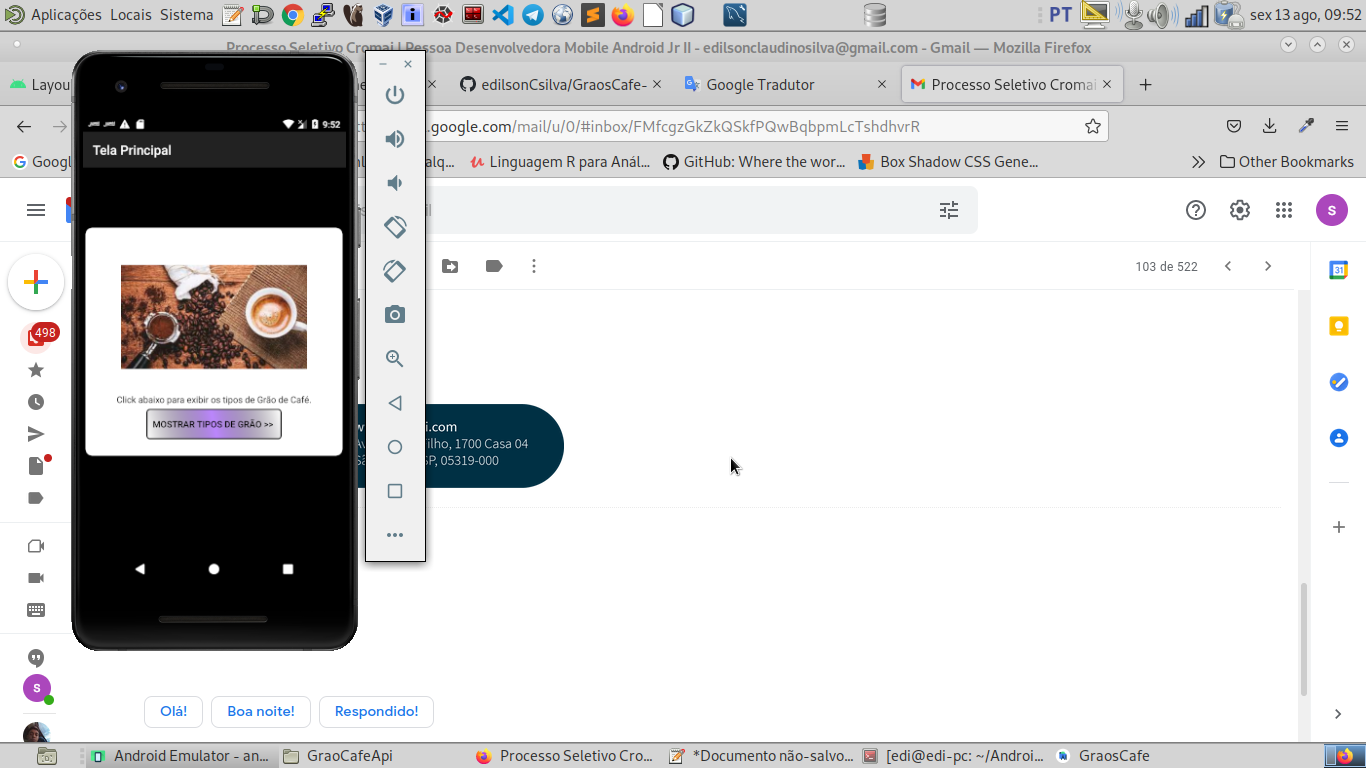 Aplicações Locais Sistema
PT
sex 13 ago, 09:52
Processo Seletivo Cromai | Pessoa Desenvolvedora Mobile Android Jr II - edilsonclaudinosilva@gmail.com - Gmail — Mozilla Firefox
Layou
edilsonCsilva/GraosCafe-
Google Tradutor
Processo Seletivo Cromai
.google.com/mail/u/0/#inbox/FMfcgzGkZkQSkfPQwBqbpmLcTshdhvrR
Googl
Linguagem R para Anál...
GitHub: Where the wor...
Box Shadow CSS Gene...
Other Bookmarks
9:52
Tela Principal
S
103 de 522
31
498
Click abaixo para exibir os tipos de Grão de Café.
MOSTRAR TIPOS DE GRÃO >>
i.com
ilho, 1700 Casa 04
SP, 05319-000
S
Olá!
Boa noite!
Respondido!
Android Emulator - an...
GraoCafeApi
Processo Seletivo Cro...
*Documento não-salvo...
[edi@edi-pc: ~/Androi...
GraosCafe